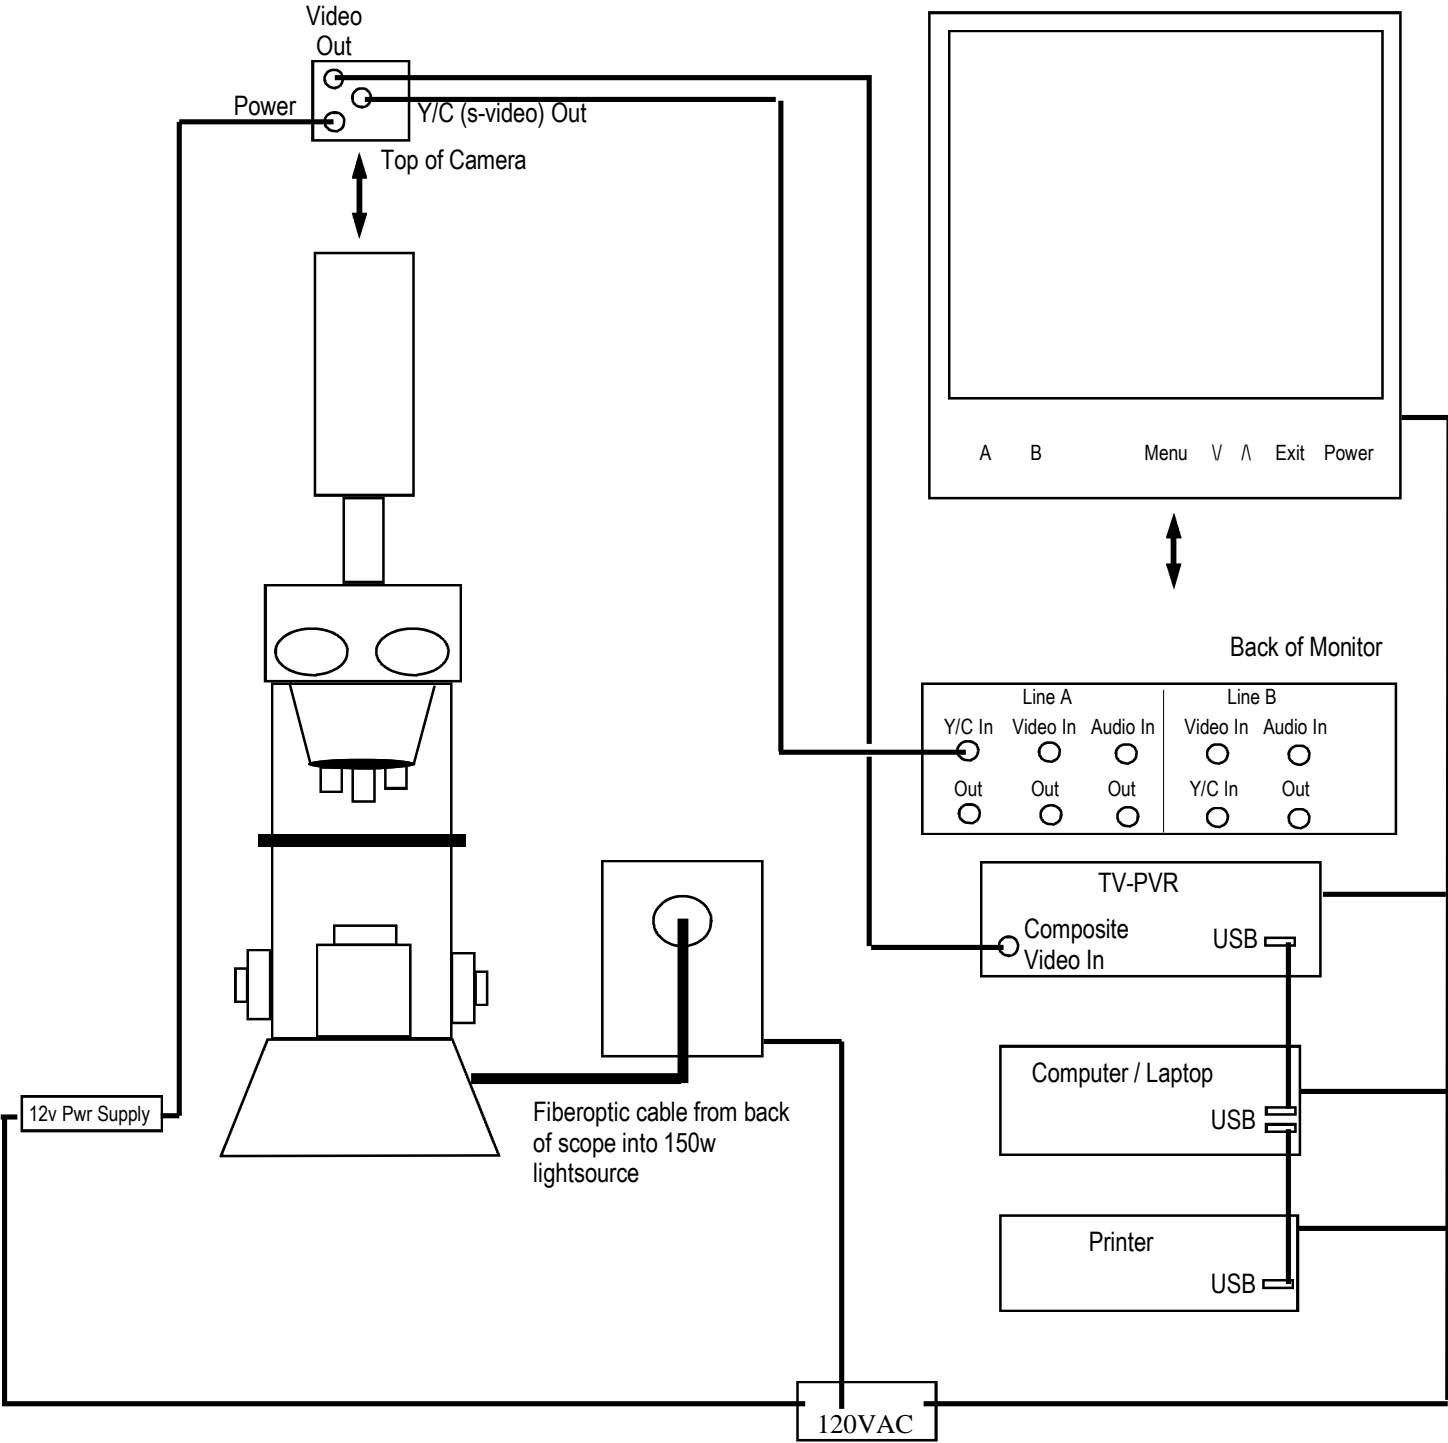 Video
Out
Power
Y/C (s-video) Out
Top of Camera
A B Menu \/ /\ Exit Power
Back of Monitor
Line A Line B
Y/C In Video In Audio In Video In Audio In
Out Out Out Y/C In Out
TV-PVR
Composite
Video In
USB
Computer / Laptop
USB
Printer
USB
12v Pwr Supply
Fiberoptic cable from back
of scope into 150w
lightsource
120VAC